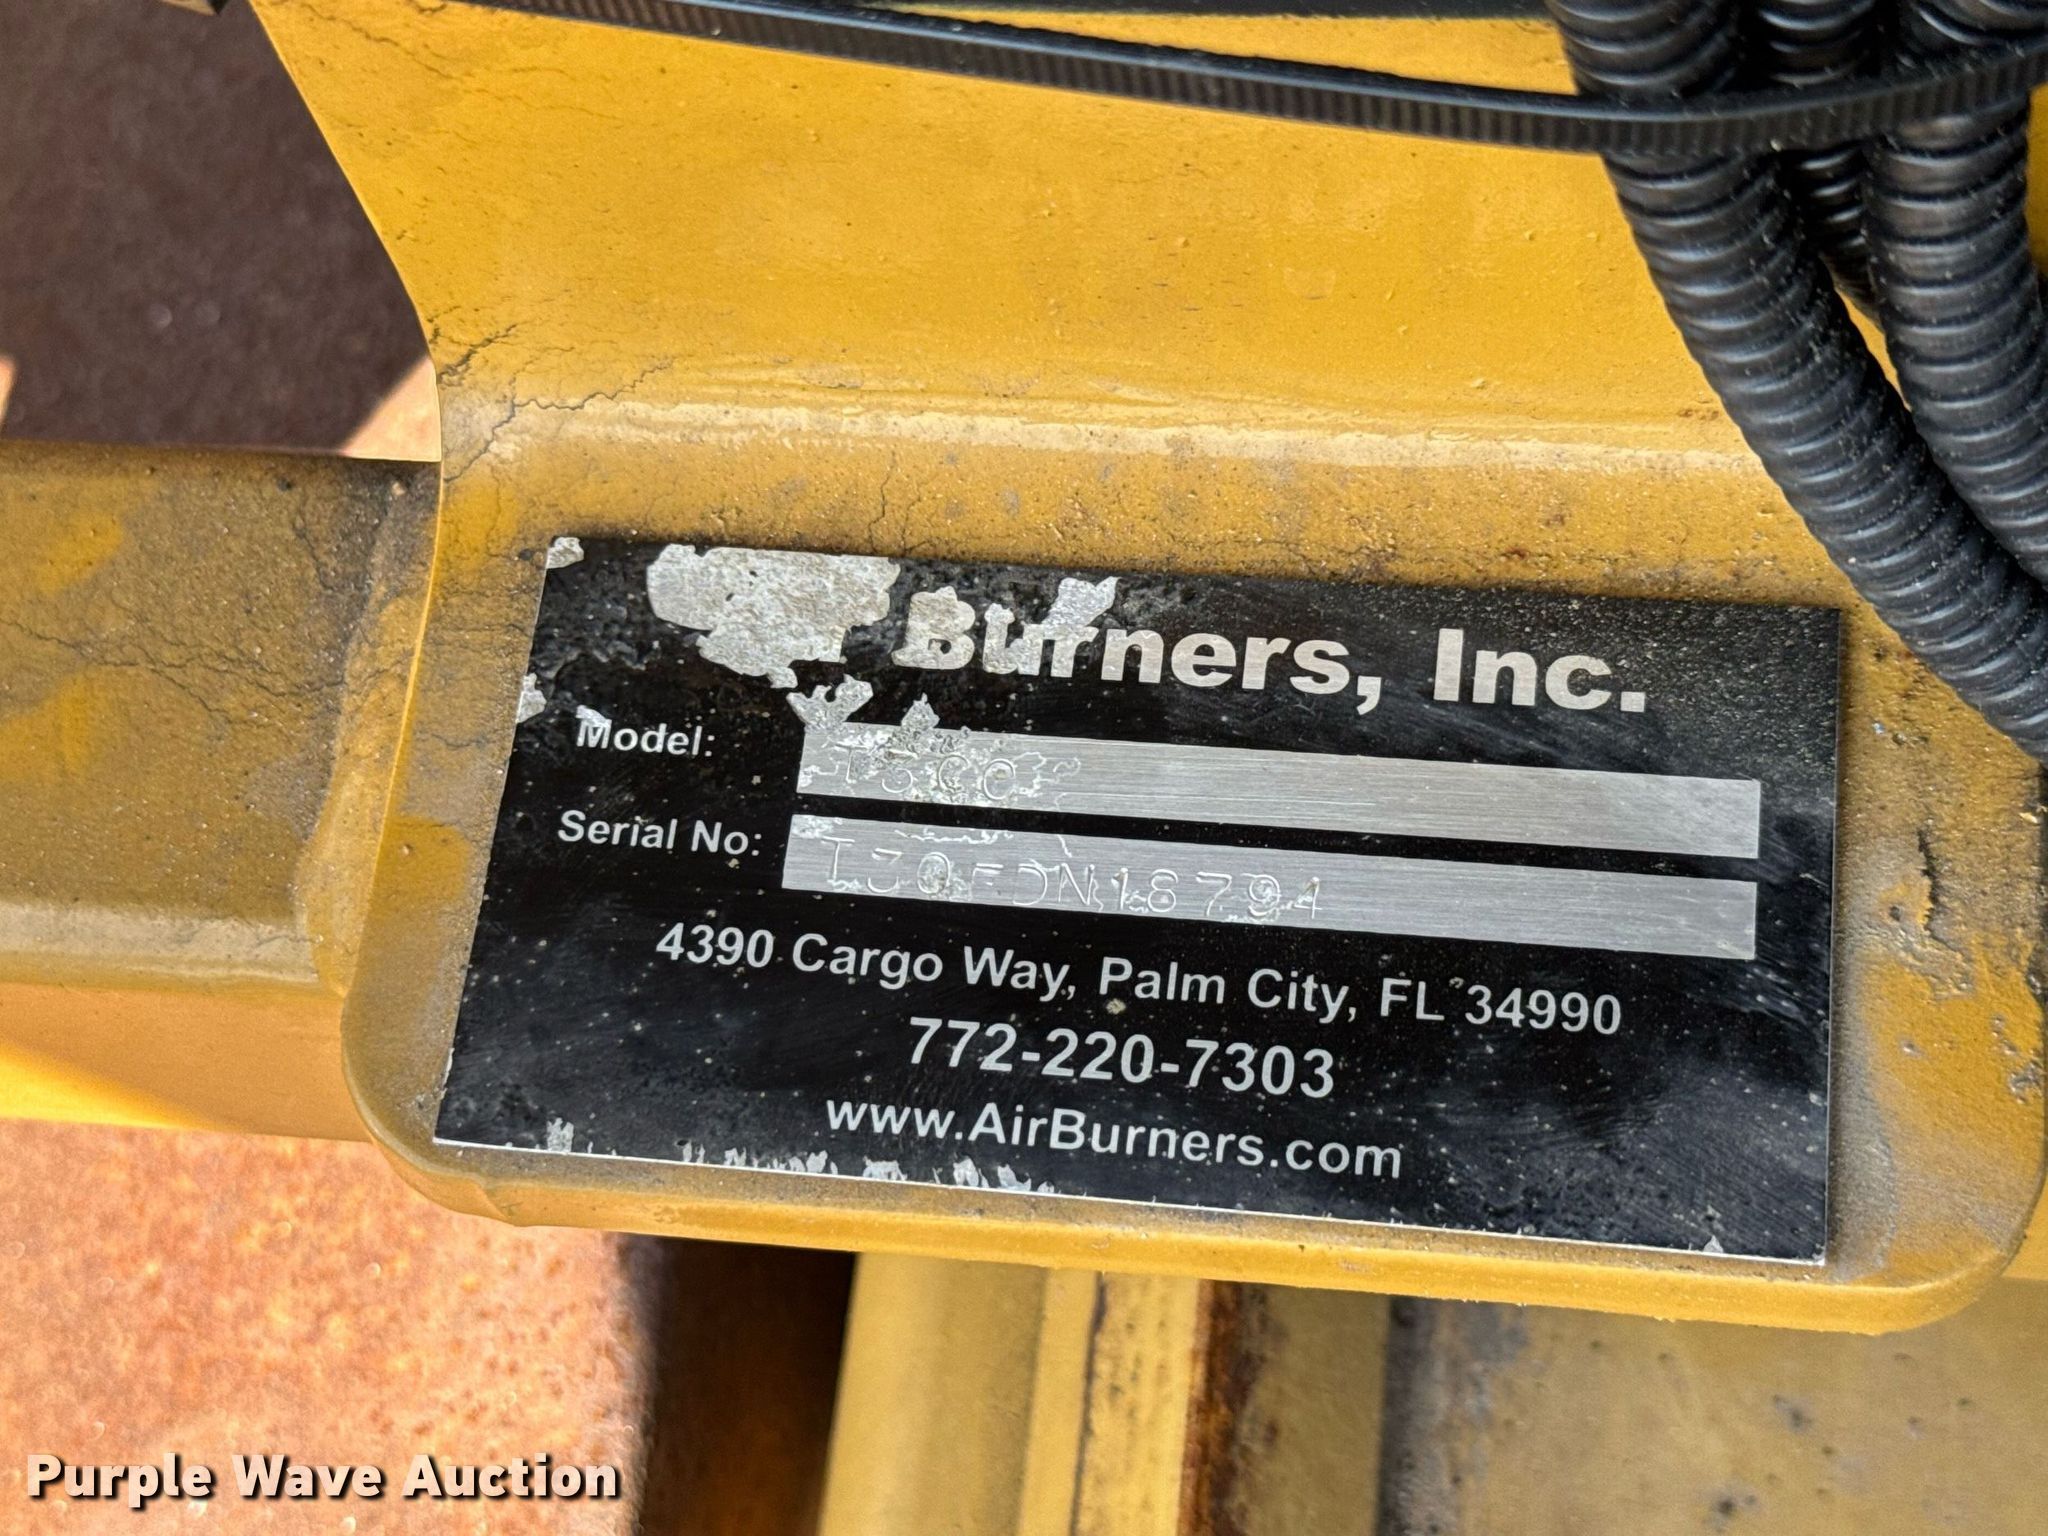 Burners, Inc.
Model:
Serial No:
4390 Cargo Way, Palm City, FL 34990
772-220-7303
www.AirBurners.com
Purple Wave Auction